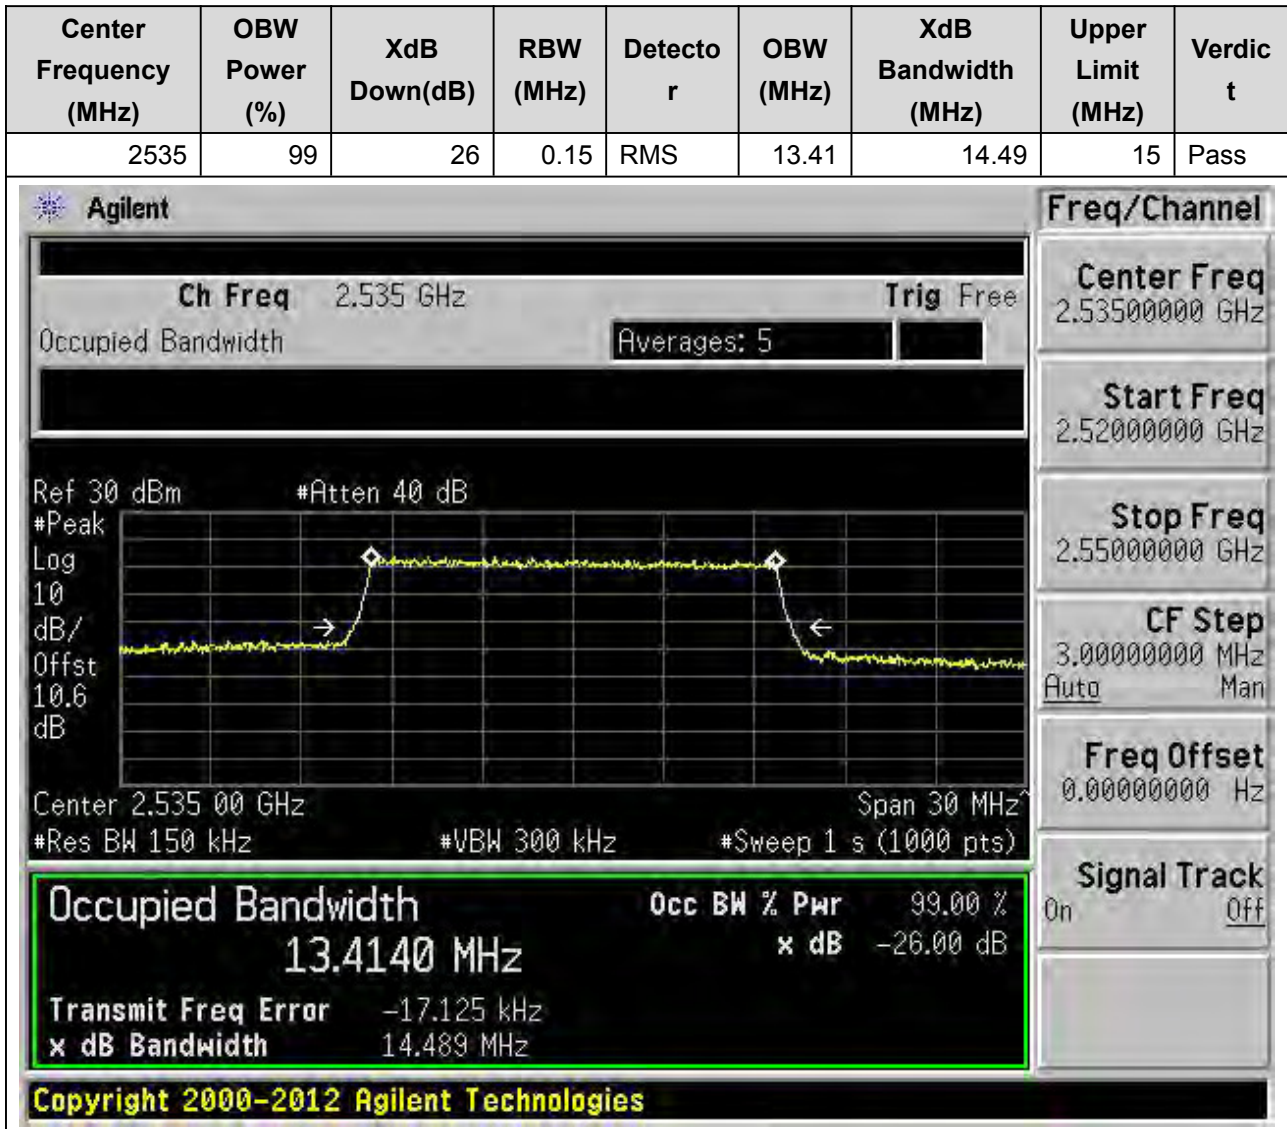 Center Frequency (MHz) OBW Power (%) XdB Down(dB) RBW (MHz) Detecto r OBW (MHz) XdB Bandwidth (MHz) Upper Limit (MHz) Verdic t
2535 99 26 0.15 RMS 13.41 14.49 15 Pass
Agilent
Freq/Channel
Ch Freq 2.535 GHz Trig Free
Occupied Bandwidth Averages: 5
Center Freq
2.53500000 GHz
Start Freq
2.52000000 GHz
Stop Freq
2.55000000 GHz
CF Step
3.00000000 MHz
Auto Man
Freq Offset
0.00000000 Hz
Signal Track
On Off
Ref 30 dBm #Atten 40 dB
#Peak
Log
10
dB/
Offst
10.6
dB
Center 2.535 00 GHz Span 30 MHz^
#Res BW 150 kHz #VBW 300 kHz #Sweep 1 s (1000 pts)
Occupied Bandwidth Occ BW % Pwr 99.00 %
13.4140 MHz x dB -26.00 dB
Transmit Freq Error -17.125 kHz
x dB Bandwidth 14.489 MHz
Copyright 2000-2012 Agilent Technologies